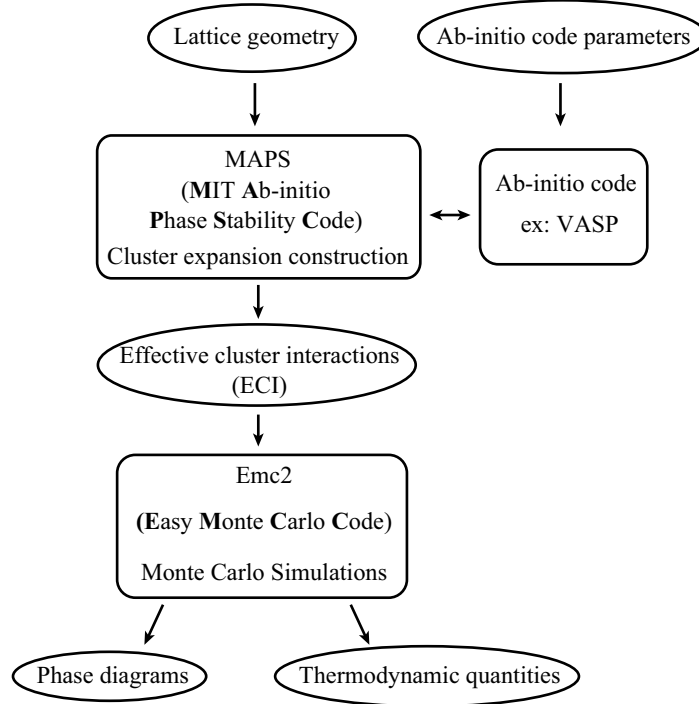 Lattice geometry
Ab-initio code parameters
MAPS
(MIT Ab-initio
Phase Stability Code)
Cluster expansion construction
Ab-initio code
ex: VASP
Effective cluster interactions
(ECI)
Emc2
(Easy Monte Carlo Code)
Monte Carlo Simulations
Phase diagrams
Thermodynamic quantities